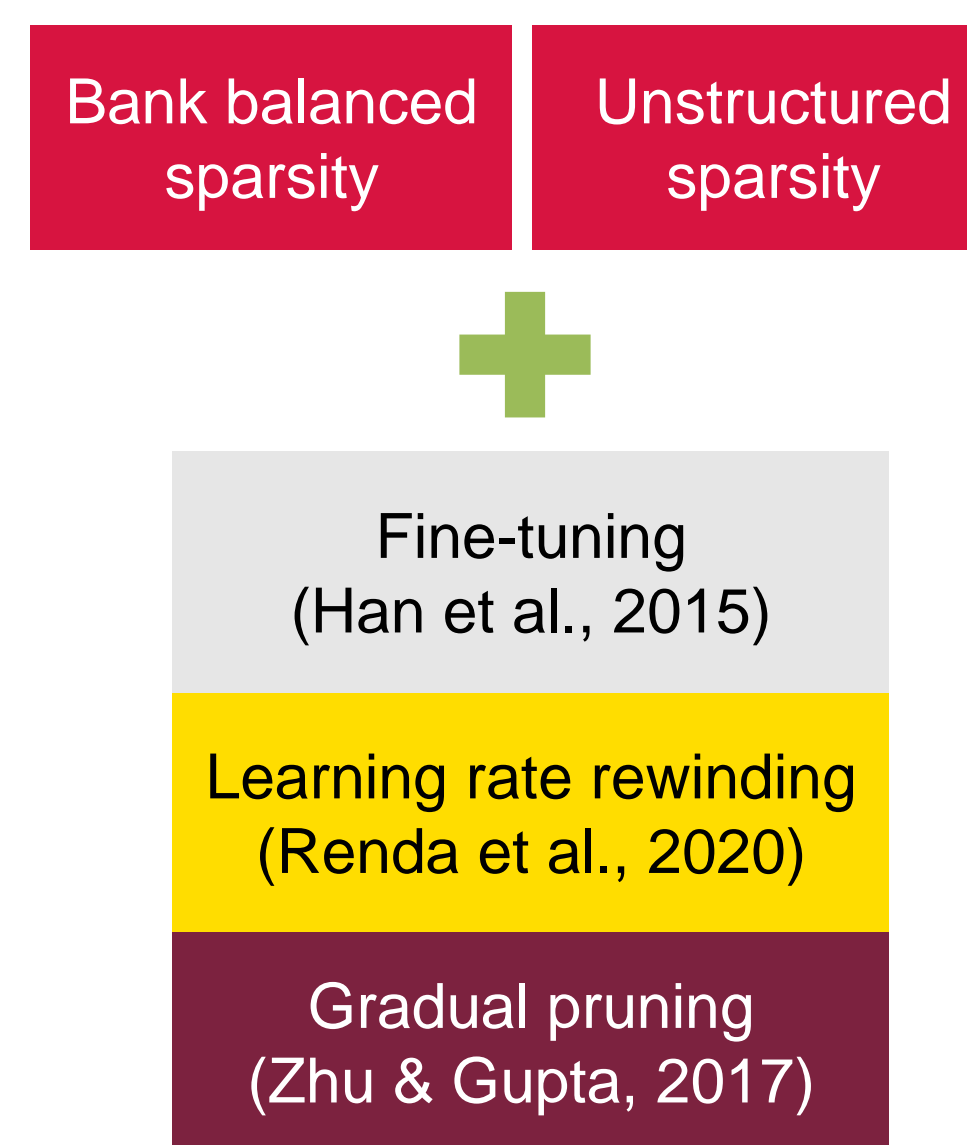 Bank balanced
sparsity
Unstructured
sparsity
Fine-tuning
(Han et al., 2015)
Learning rate rewinding
(Renda et al., 2020)
Gradual pruning
(Zhu & Gupta, 2017)